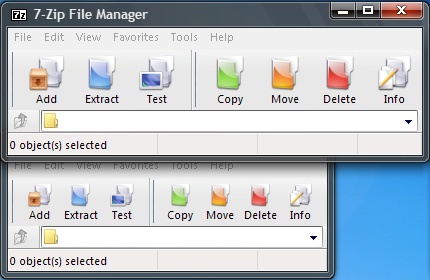 7-Zip File Manager
File Edit View Favorites Tools Help
Add Extract Test Copy Move Delete Info
0 object(s) selected
File Edit View Favorites Tools Help
Add Extract Test Copy Move Delete Info
0 object(s) selected